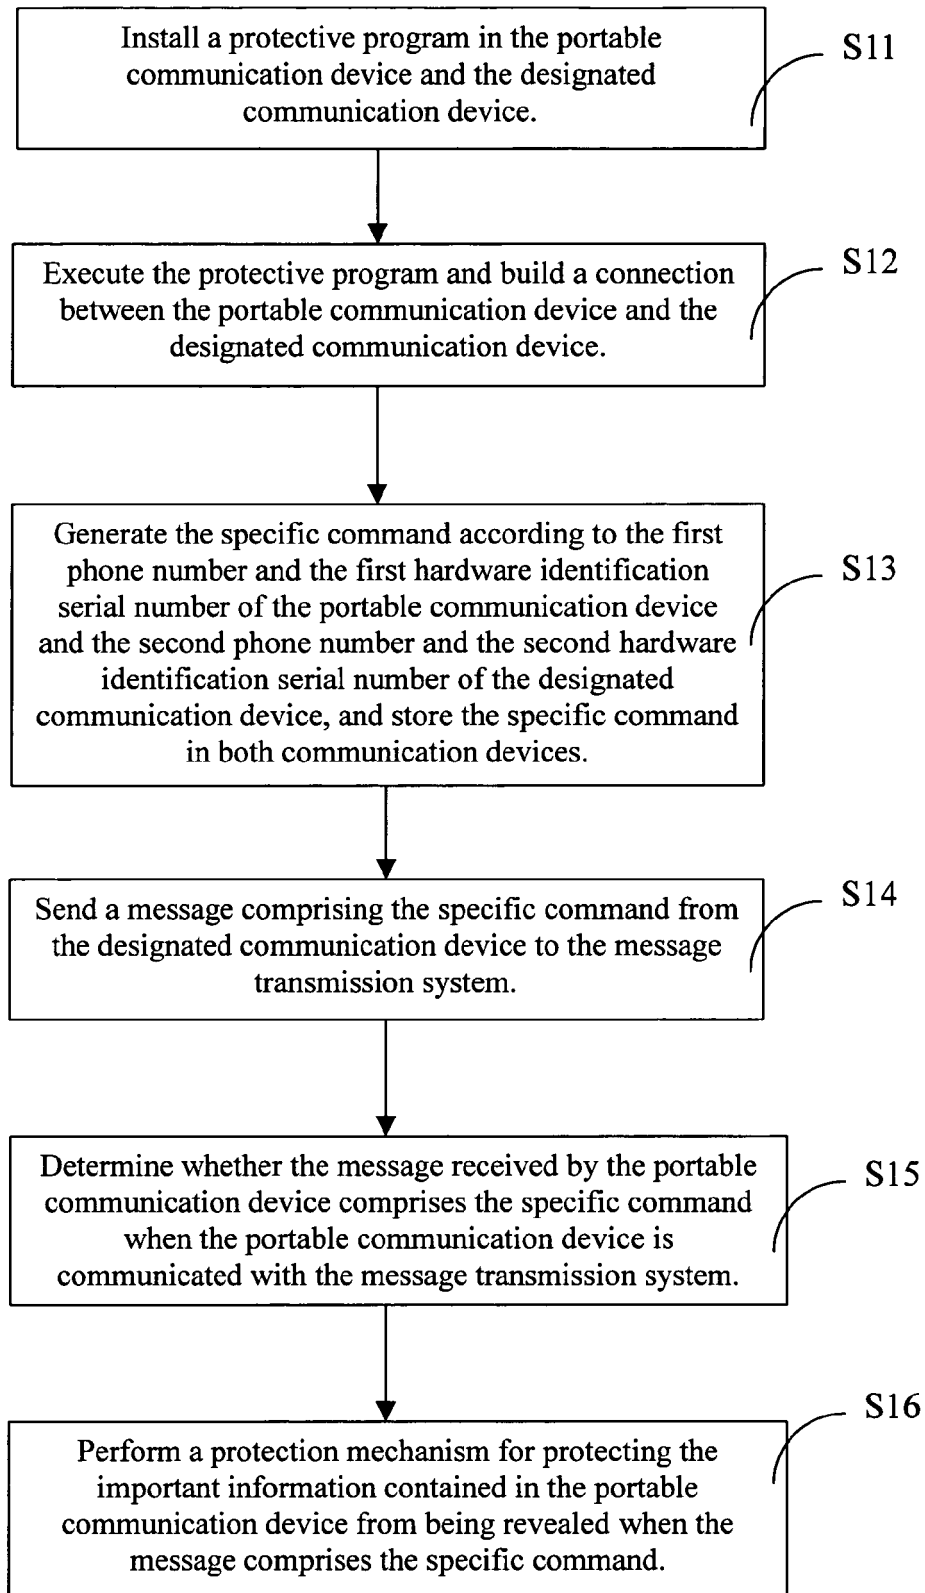 Install a protective program in the portable
communication device and the designated
communication device.
S11
Execute the protective program and build a connection
between the portable communication device and the
designated communication device.
S12
Generate the specific command according to the first
phone number and the first hardware identification
serial number of the portable communication device
and the second phone number and the second hardware
identification serial number of the designated
communication device, and store the specific command
in both communication devices.
S13
Send a message comprising the specific command from
the designated communication device to the message
transmission system.
S14
Determine whether the message received by the portable
communication device comprises the specific command
when the portable communication device is
communicated with the message transmission system.
S15
Perform a protection mechanism for protecting the
important information contained in the portable
communication device from being revealed when the
message comprises the specific command.
S16